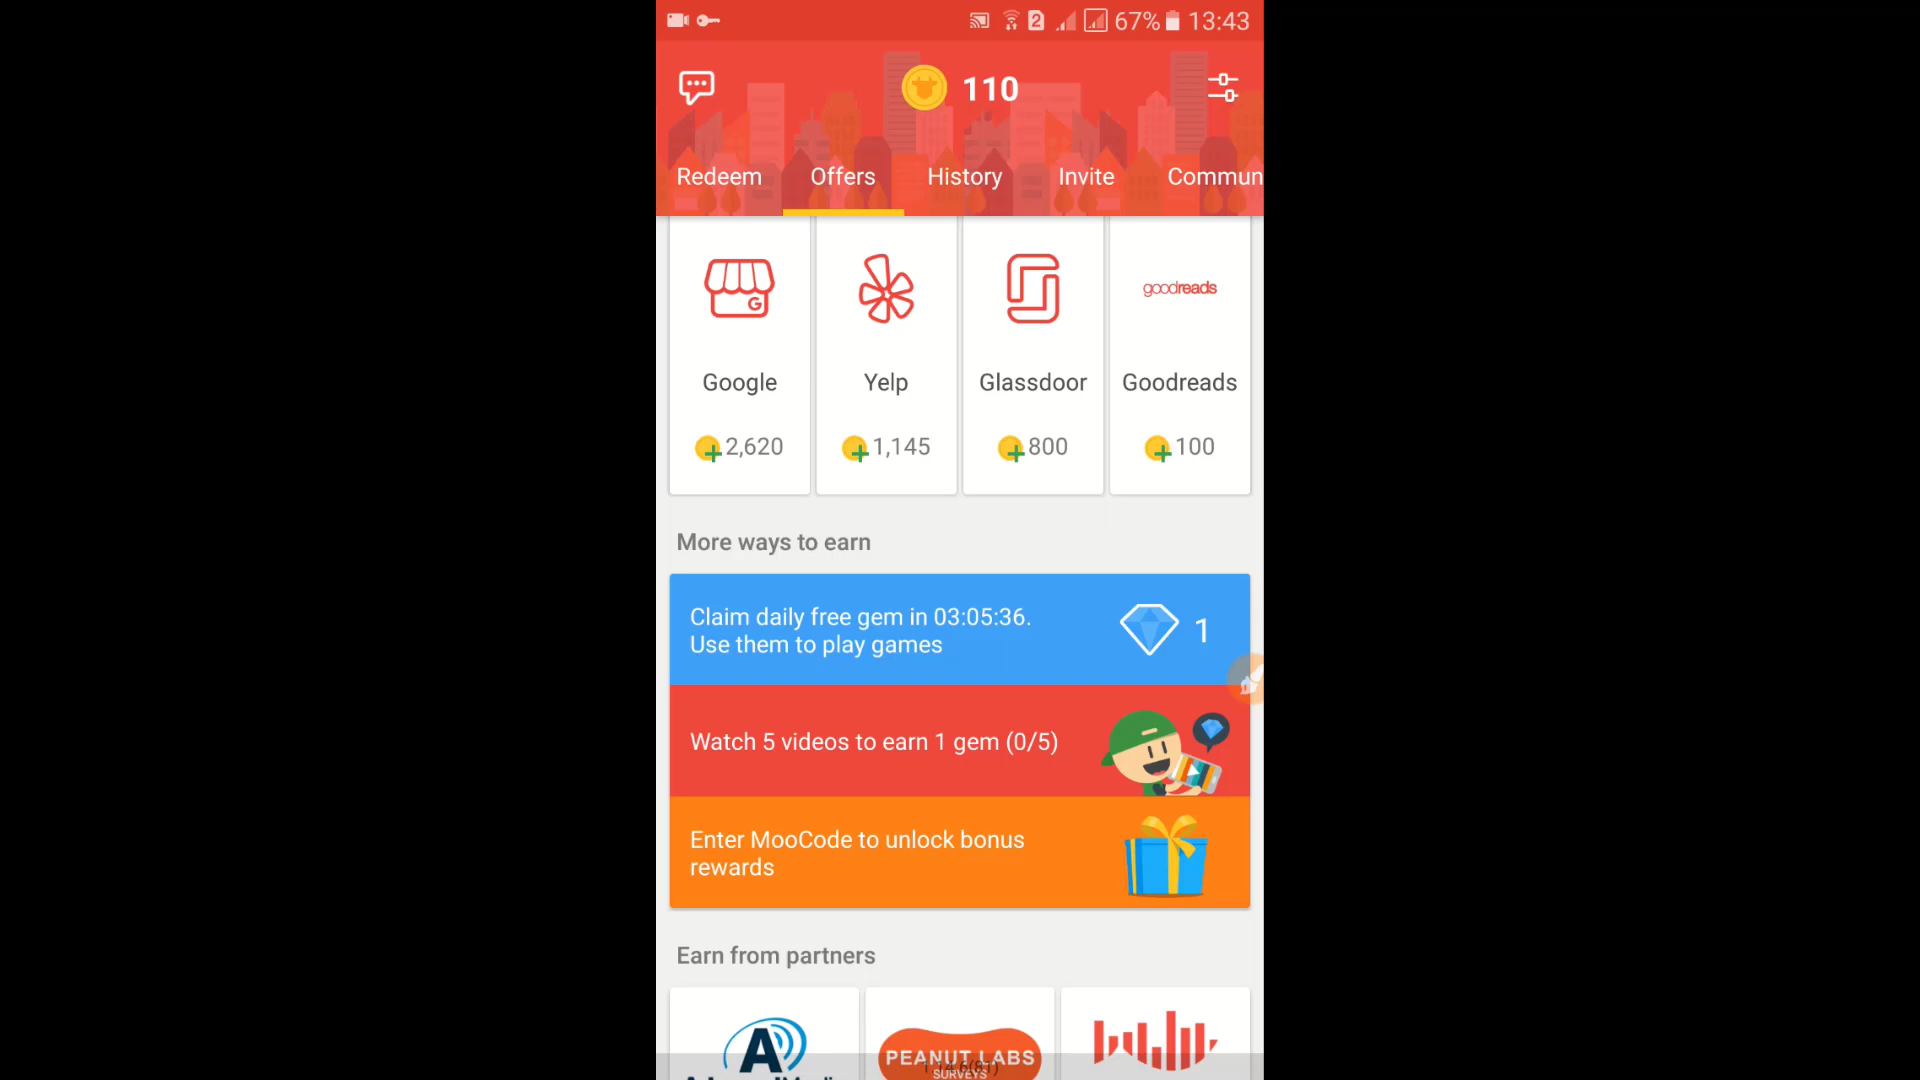 2 67% 13:43
110
Redeem Offers History Invite Commun
G goodreads
Google Yelp Glassdoor Goodreads
2,620 1,145 800 100
More ways to earn
Claim daily free gem in 03:05:36.
Use them to play games
1
Watch 5 videos to earn 1 gem (0/5)
Enter MooCode to unlock bonus
rewards
Earn from partners
PEANUT LABS
SURVEYS